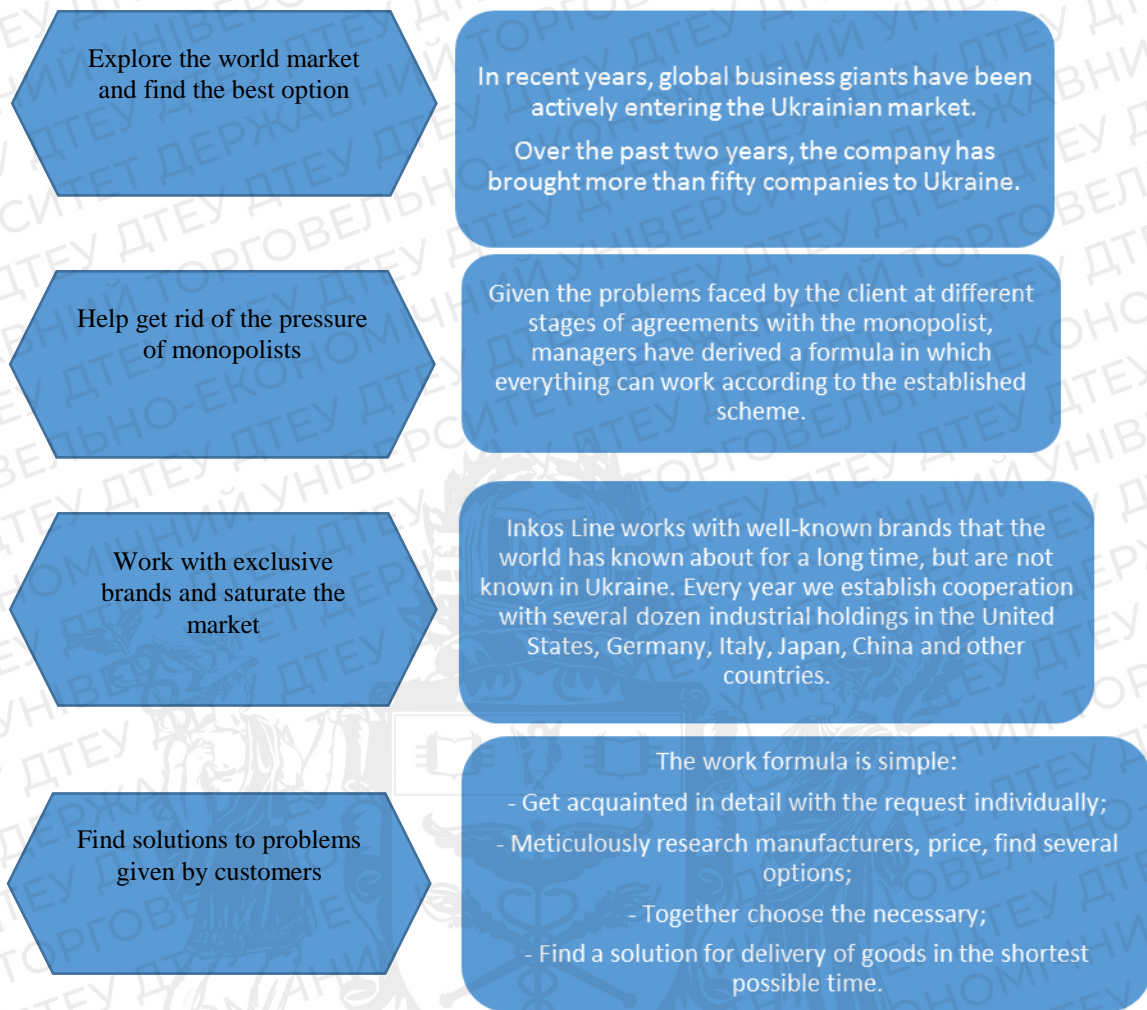 Explore the world market
and find the best option
In recent years, global business giants have been
actively entering the Ukrainian market.
Over the past two years, the company has
brought more than fifty companies to Ukraine.
Help get rid of the pressure
of monopolists
Given the problems faced by the client at different
stages of agreements with the monopolist,
managers have derived a formula in which
everything can work according to the established
scheme.
Work with exclusive
brands and saturate the
market
Inkos Line works with well-known brands that the
world has known about for a long time, but are not
known in Ukraine. Every year we establish cooperation
with several dozen industrial holdings in the United
States, Germany, Italy, Japan, China and other
countries.
Find solutions to problems
given by customers
The work formula is simple:
- Get acquainted in detail with the request individually;
- Meticulously research manufacturers, price, find several
options;
- Together choose the necessary;
- Find a solution for delivery of goods in the shortest
possible time.